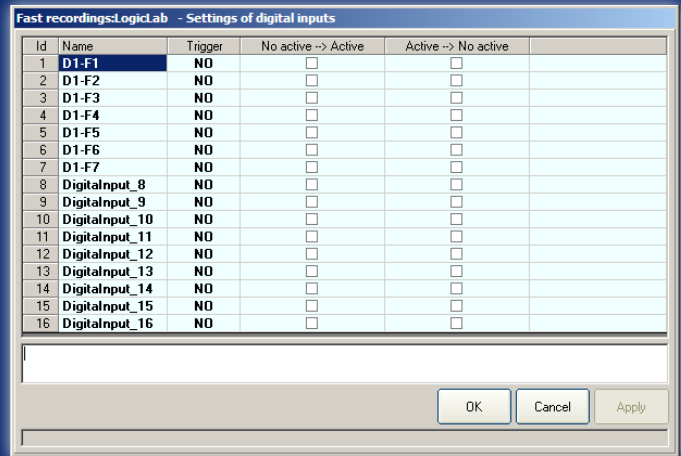 Fast recordings:LogicLab - Settings of digital inputs
Id Name Trigger No active --> Active Active --> No active
1 D1-F1 NO
2 D1-F2 NO
3 D1-F3 NO
4 D1-F4 NO
5 D1-F5 NO
6 D1-F6 NO
7 D1-F7 NO
8 DigitalInput_8 NO
9 DigitalInput_9 NO
10 DigitalInput_10 NO
11 DigitalInput_11 NO
12 DigitalInput_12 NO
13 DigitalInput_13 NO
14 DigitalInput_14 NO
15 DigitalInput_15 NO
16 DigitalInput_16 NO
OK Cancel Apply